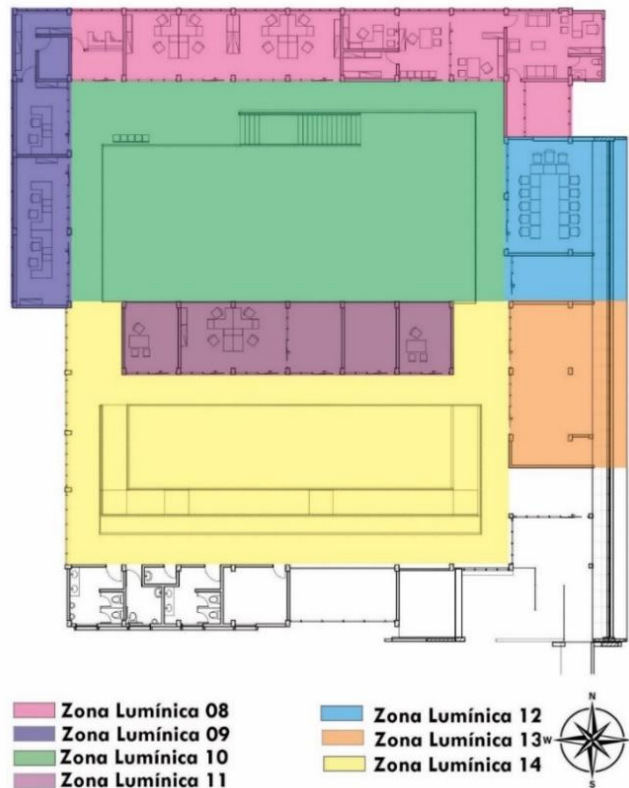 Zona Lumínica 08
Zona Lumínica 09
Zona Lumínica 10
Zona Lumínica 11
Zona Lumínica 12
Zona Lumínica 13
Zona Lumínica 14
N
W
E
S